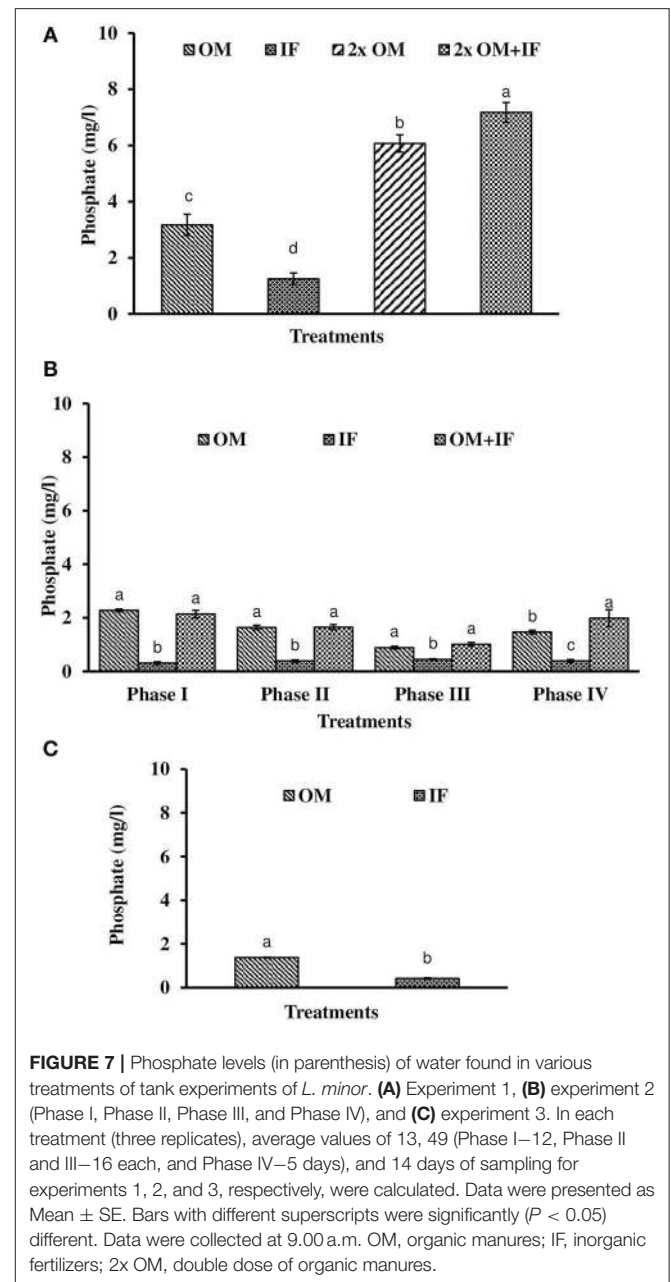 A
OM IF 2x OM 2x OM+IF
10
8
6
4
2
0
Phosphate (mg/l)
c
d
b
a
Treatments
B
10
8
6
4
2
0
Phosphate (mg/l)
OM IF OM+IF
a b a
a b a
a b a
b c a
Phase I Phase II Phase III Phase IV
Treatments
C
10
8
6
4
2
0
Phosphate (mg/l)
OM IF
a
b
Treatments
FIGURE 7 | Phosphate levels (in parenthesis) of water found in various
treatments of tank experiments of L. minor. (A) Experiment 1, (B) experiment 2
(Phase I, Phase II, Phase III, and Phase IV), and (C) experiment 3. In each
treatment (three replicates), average values of 13, 49 (Phase I–12, Phase II
and III–16 each, and Phase IV–5 days), and 14 days of sampling for
experiments 1, 2, and 3, respectively, were calculated. Data were presented as
Mean ± SE. Bars with different superscripts were significantly (P < 0.05)
different. Data were collected at 9.00 a.m. OM, organic manures; IF, inorganic
fertilizers; 2x OM, double dose of organic manures.